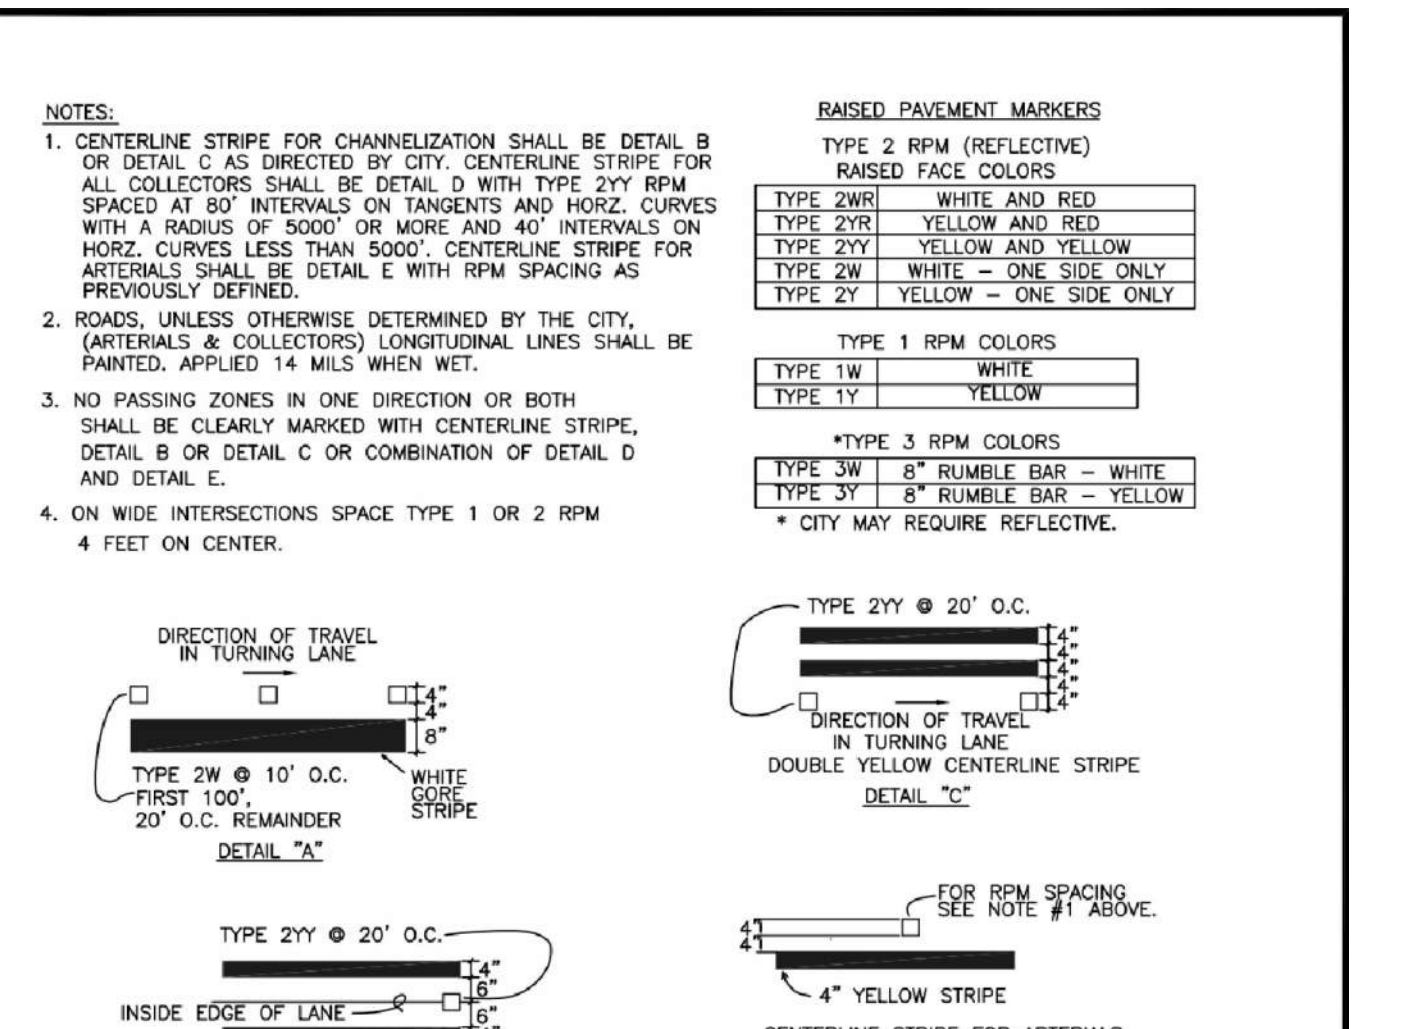 NOTES:
1. CENTERLINE STRIPE FOR CHANNELIZATION SHALL BE DETAIL B
OR DETAIL C AS DIRECTED BY CITY. CENTERLINE STRIPE FOR
ALL COLLECTORS SHALL BE DETAIL D WITH TYPE 2YY RPM
SPACED AT 80' INTERVALS ON TANGENTS AND HORZ. CURVES
WITH A RADIUS OF 5000' OR MORE AND 40' INTERVALS ON
HORZ. CURVES LESS THAN 5000'. CENTERLINE STRIPE FOR
ARTERIALS SHALL BE DETAIL E WITH RPM SPACING AS
PREVIOUSLY DEFINED.
2. ROADS, UNLESS OTHERWISE DETERMINED BY THE CITY,
(ARTERIALS & COLLECTORS) LONGITUDINAL LINES SHALL BE
PAINTED. APPLIED 14 MILS WHEN WET.
3. NO PASSING ZONES IN ONE DIRECTION OR BOTH
SHALL BE CLEARLY MARKED WITH CENTERLINE STRIPE,
DETAIL B OR DETAIL C OR COMBINATION OF DETAIL D
AND DETAIL E.
4. ON WIDE INTERSECTIONS SPACE TYPE 1 OR 2 RPM
4 FEET ON CENTER.
RAISED PAVEMENT MARKERS
TYPE 2 RPM (REFLECTIVE)
RAISED FACE COLORS
TYPE 2WR WHITE AND RED
TYPE 2YR YELLOW AND RED
TYPE 2YY YELLOW AND YELLOW
TYPE 2W WHITE – ONE SIDE ONLY
TYPE 2Y YELLOW – ONE SIDE ONLY
TYPE 1 RPM COLORS
TYPE 1W WHITE
TYPE 1Y YELLOW
*TYPE 3 RPM COLORS
TYPE 3W 8" RUMBLE BAR – WHITE
TYPE 3Y 8" RUMBLE BAR – YELLOW
* CITY MAY REQUIRE REFLECTIVE.
DIRECTION OF TRAVEL
IN TURNING LANE
4"
4"
8"
TYPE 2W @ 10' O.C.
FIRST 100',
20' O.C. REMAINDER
WHITE
GORE
STRIPE
DETAIL "A"
TYPE 2YY @ 20' O.C.
4"
4"
4"
4"
4"
DIRECTION OF TRAVEL
IN TURNING LANE
DOUBLE YELLOW CENTERLINE STRIPE
DETAIL "C"
TYPE 2YY @ 20' O.C.
4"
6"
INSIDE EDGE OF LANE
6"
FOR RPM SPACING
SEE NOTE #1 ABOVE.
4"
4"
4" YELLOW STRIPE
CENTERLINE STRIPE FOR ARTERIALS